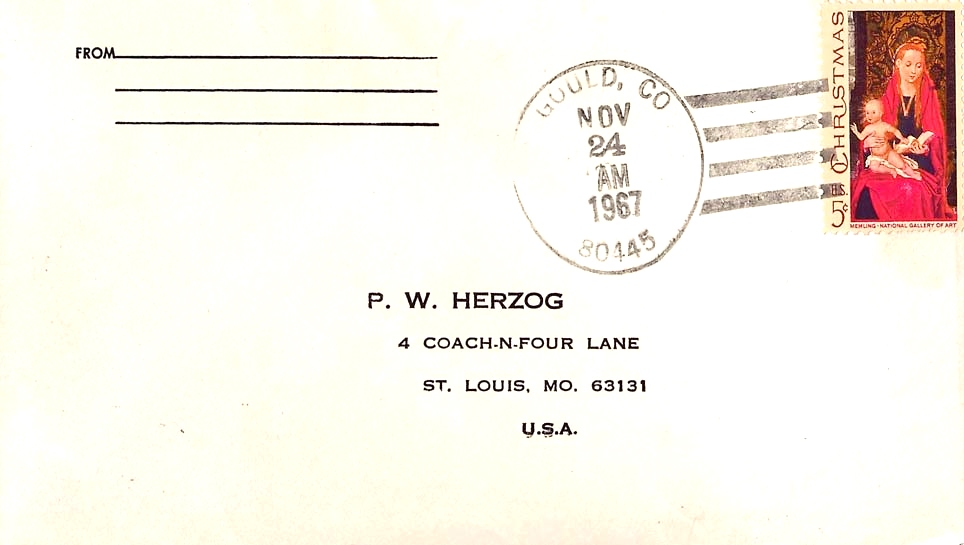 FROM
GOULD, CO
NOV
24
AM
1967
80445
CHRISTMAS
U.S.
5¢
MEMLING · NATIONAL GALLERY OF ART
P. W. HERZOG
4 COACH-N-FOUR LANE
ST. LOUIS, MO. 63131
U.S.A.